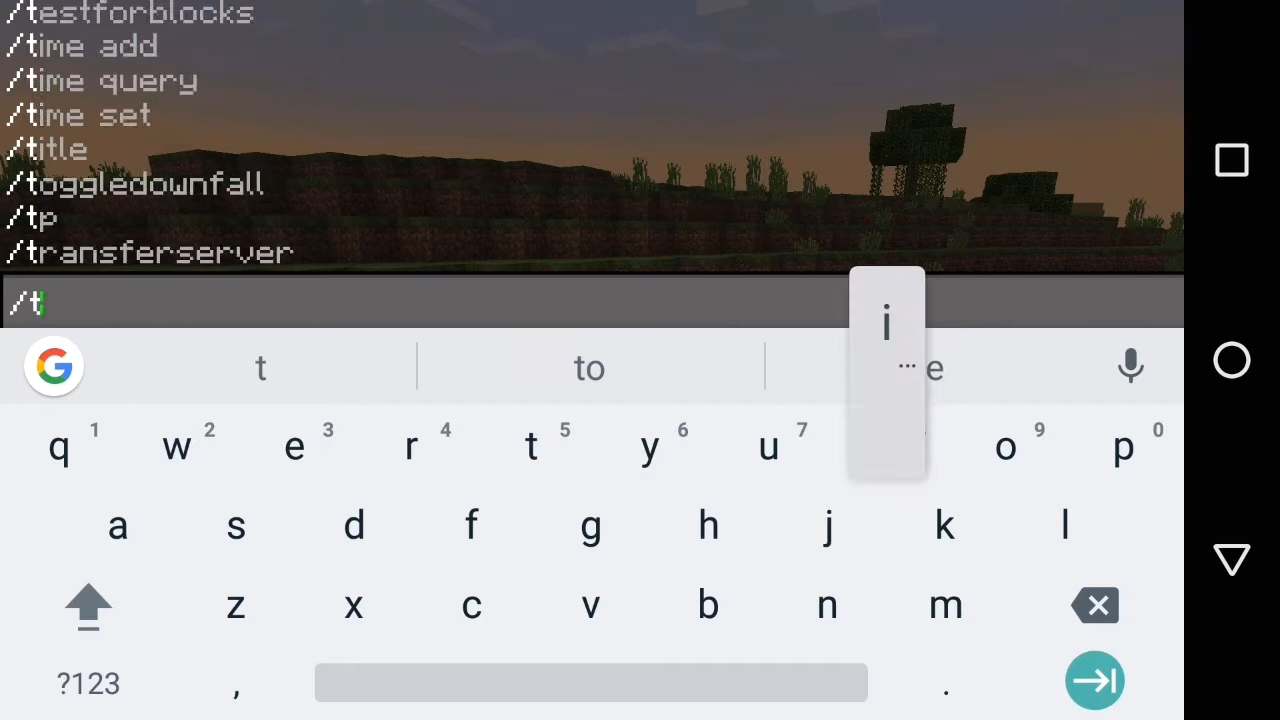 /testforblocks
/time add
/time query
/time set
/title
/toggledownfall
/tp
/transferserver
/t
i
t to ... e
q 1 w 2 e 3 r 4 t 5 y 6 u 7 o 9 p 0
a s d f g h j k l
z x c v b n m
?123 , .